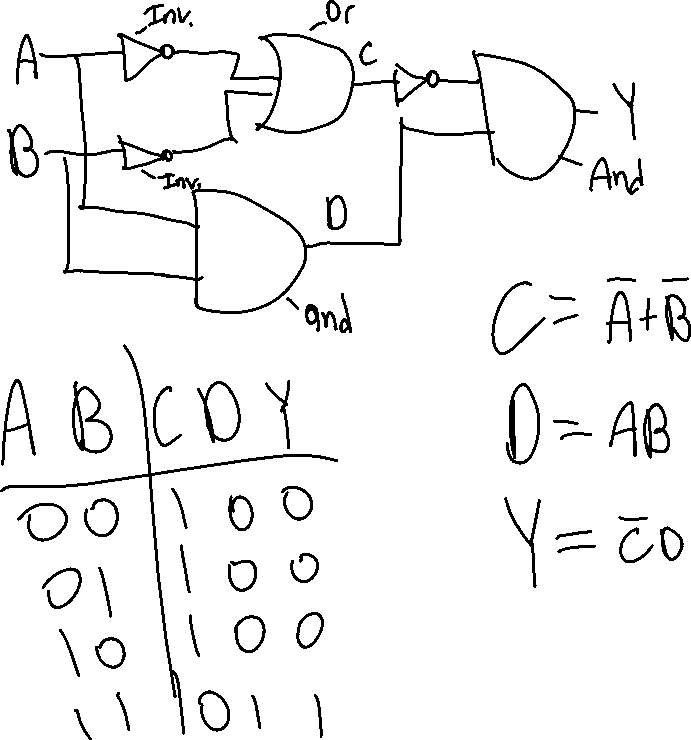 Inv.
Or
A
C
Y
B
Inv.
And
D
and
C = A̅ + B̅
D = AB
Y = C̅D
A B C D Y
0 0 1 0 0
0 1 1 0 0
1 0 1 0 0
1 1 0 1 1